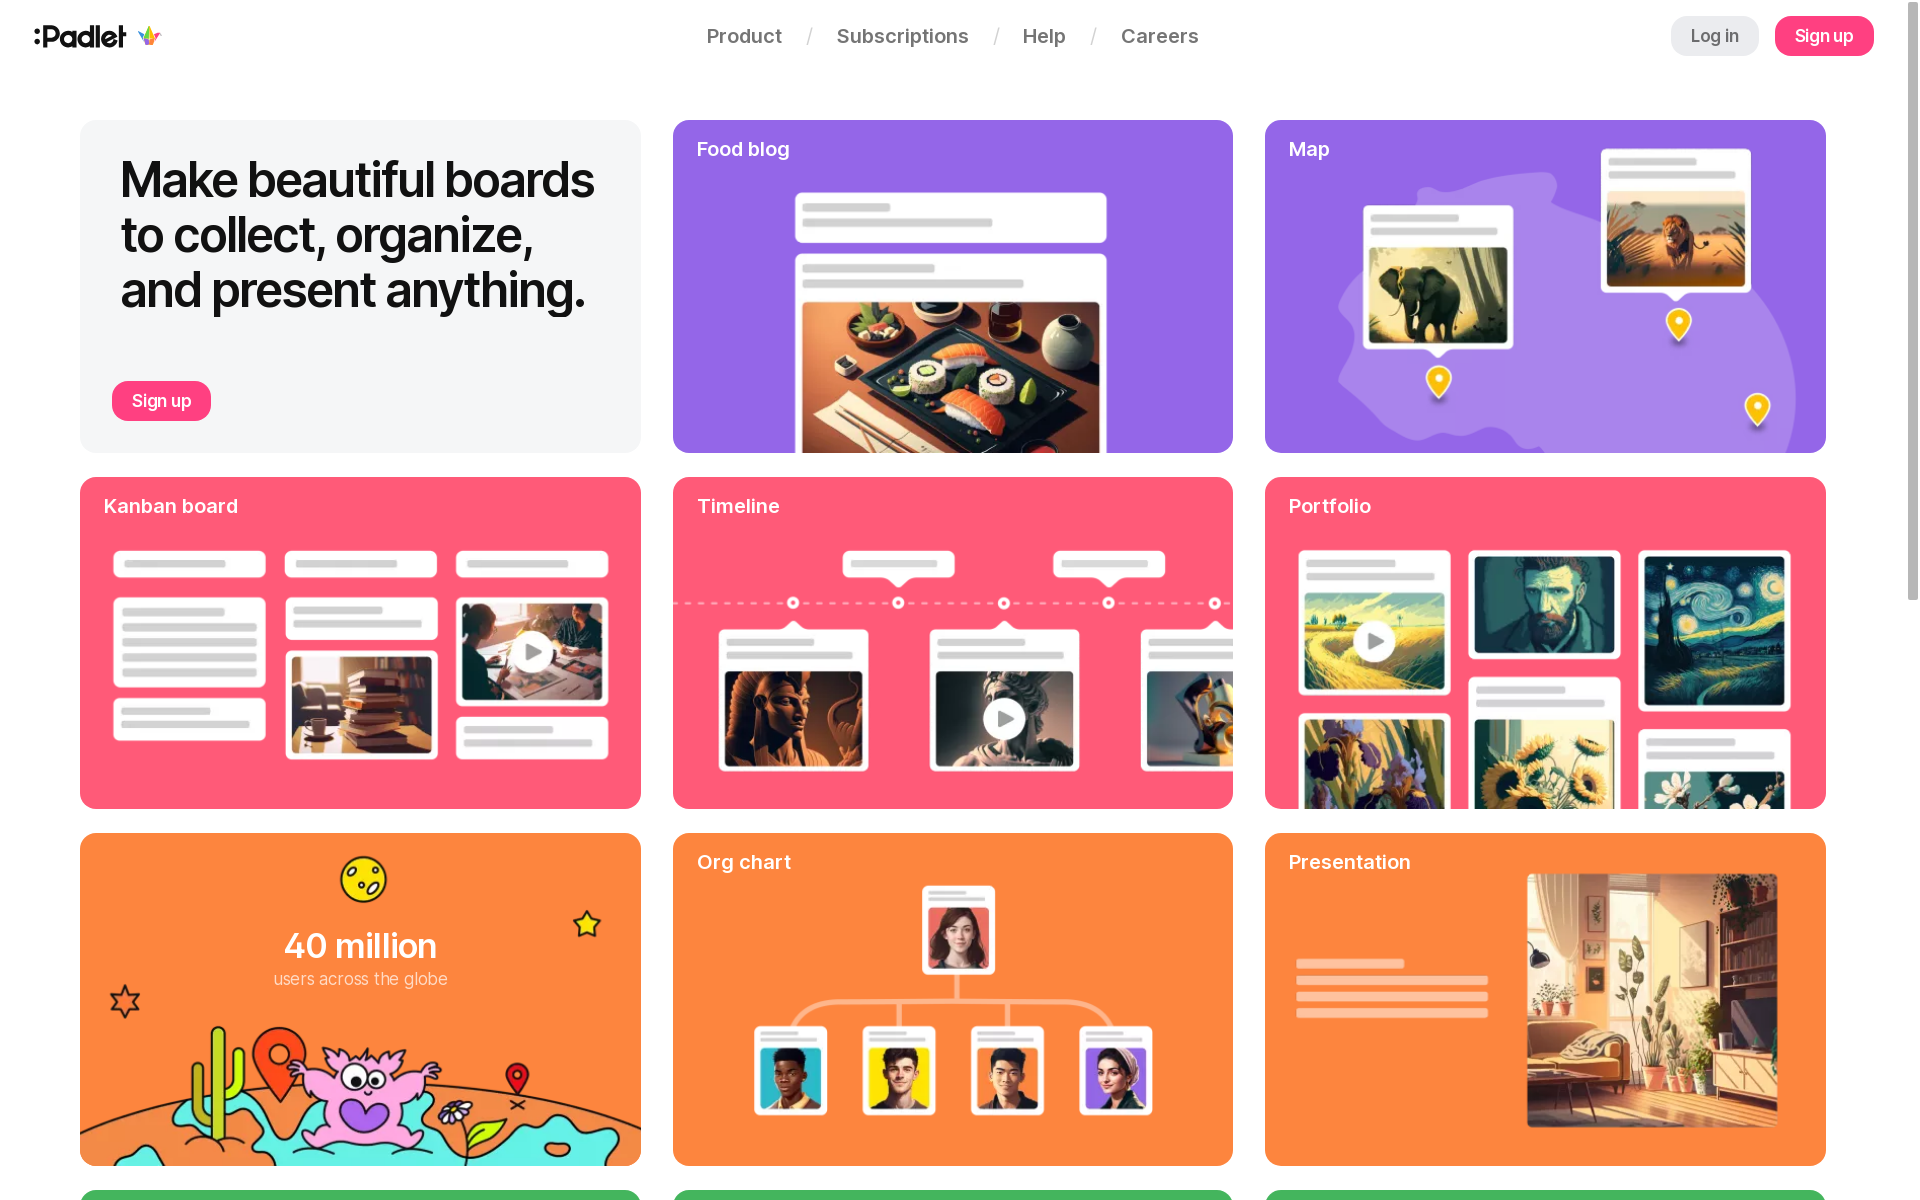 :Padlet
Product / Subscriptions / Help / Careers
Log in
Sign up
Make beautiful boards
to collect, organize,
and present anything.
Sign up
Food blog
Map
Kanban board
Timeline
Portfolio
40 million
users across the globe
Org chart
Presentation